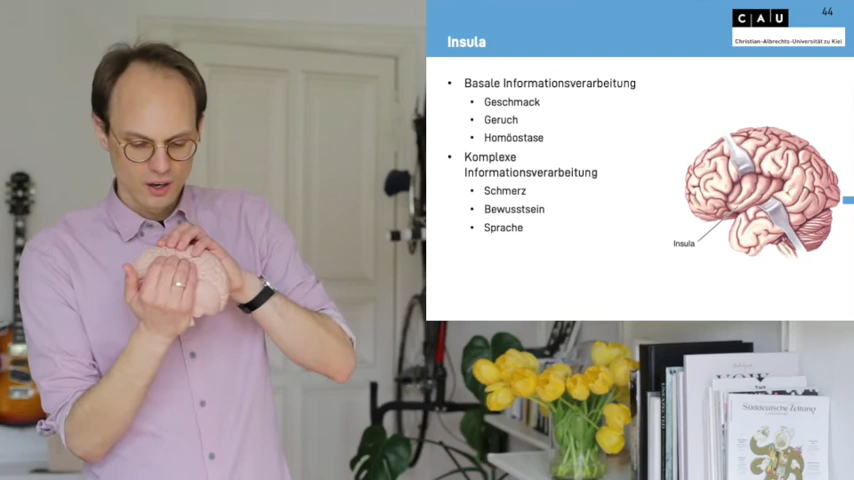 44
CAU
Christian-Albrechts-Universität zu Kiel
Insula
• Basale Informationsverarbeitung
• Geschmack
• Geruch
• Homöostase
• Komplexe
Informationsverarbeitung
• Schmerz
• Bewusstsein
• Sprache
Insula
Süddeutsche Zeitung